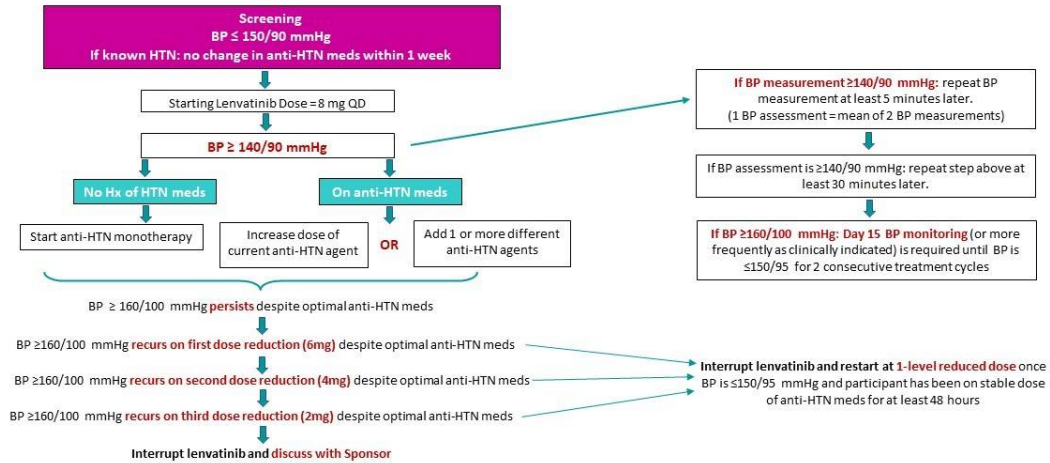 Screening
BP ≤ 150/90 mmHg
If known HTN: no change in anti-HTN meds within 1 week
Starting Lenvatinib Dose = 8 mg QD
BP ≥ 140/90 mmHg
No Hx of HTN meds
On anti-HTN meds
Start anti-HTN monotherapy
Increase dose of
current anti-HTN agent
OR
Add 1 or more different
anti-HTN agents
BP ≥ 160/100 mmHg persists despite optimal anti-HTN meds
BP ≥160/100 mmHg recurs on first dose reduction (6mg) despite optimal anti-HTN meds
BP ≥160/100 mmHg recurs on second dose reduction (4mg) despite optimal anti-HTN meds
BP ≥160/100 mmHg recurs on third dose reduction (2mg) despite optimal anti-HTN meds
Interrupt lenvatinib and discuss with Sponsor
If BP measurement ≥140/90 mmHg: repeat BP
measurement at least 5 minutes later.
(1 BP assessment = mean of 2 BP measurements)
If BP assessment is ≥140/90 mmHg: repeat step above at
least 30 minutes later.
If BP ≥160/100 mmHg: Day 15 BP monitoring (or more
frequently as clinically indicated) is required until BP is
≤150/95 for 2 consecutive treatment cycles
Interrupt lenvatinib and restart at 1-level reduced dose once
BP is ≤150/95 mmHg and participant has been on stable dose
of anti-HTN meds for at least 48 hours